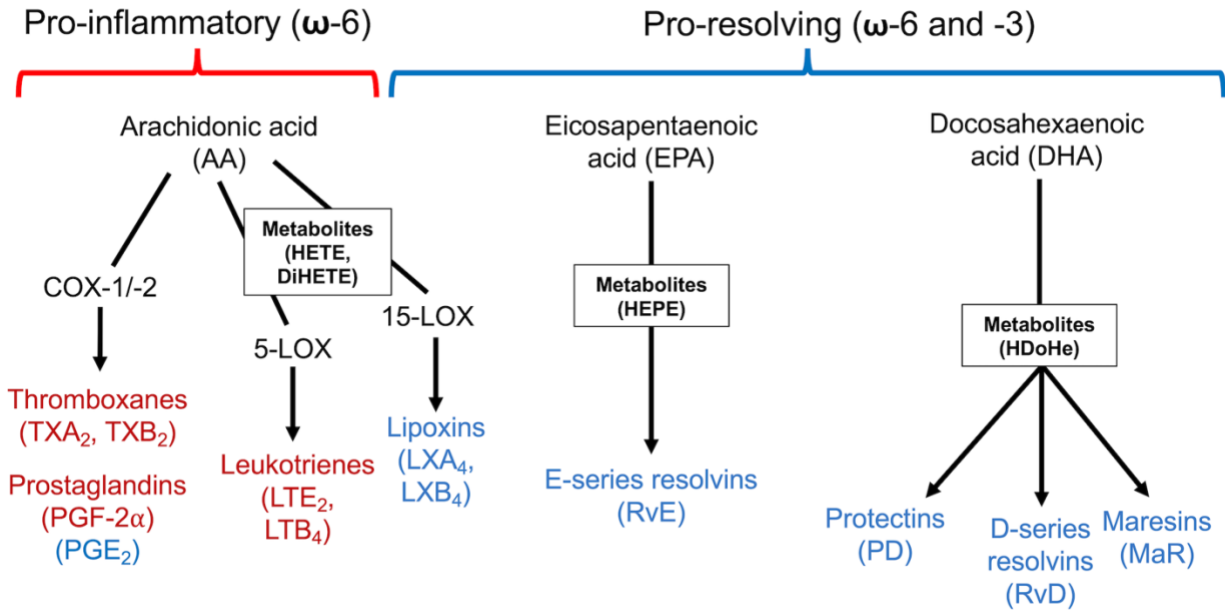 Pro-inflammatory (ω-6)
Pro-resolving (ω-6 and -3)
Arachidonic acid
(AA)
Eicosapentaenoic
acid (EPA)
Docosahexaenoic
acid (DHA)
Metabolites
(HETE,
DiHETE)
COX-1/-2
5-LOX
15-LOX
Metabolites
(HEPE)
Metabolites
(HDoHe)
Thromboxanes
(TXA₂, TXB₂)
Prostaglandins
(PGF-2α)
(PGE₂)
Leukotrienes
(LTE₂,
LTB₄)
Lipoxins
(LXA₄,
LXB₄)
E-series resolvins
(RvE)
Protectins
(PD)
D-series
resolvins
(RvD)
Maresins
(MaR)